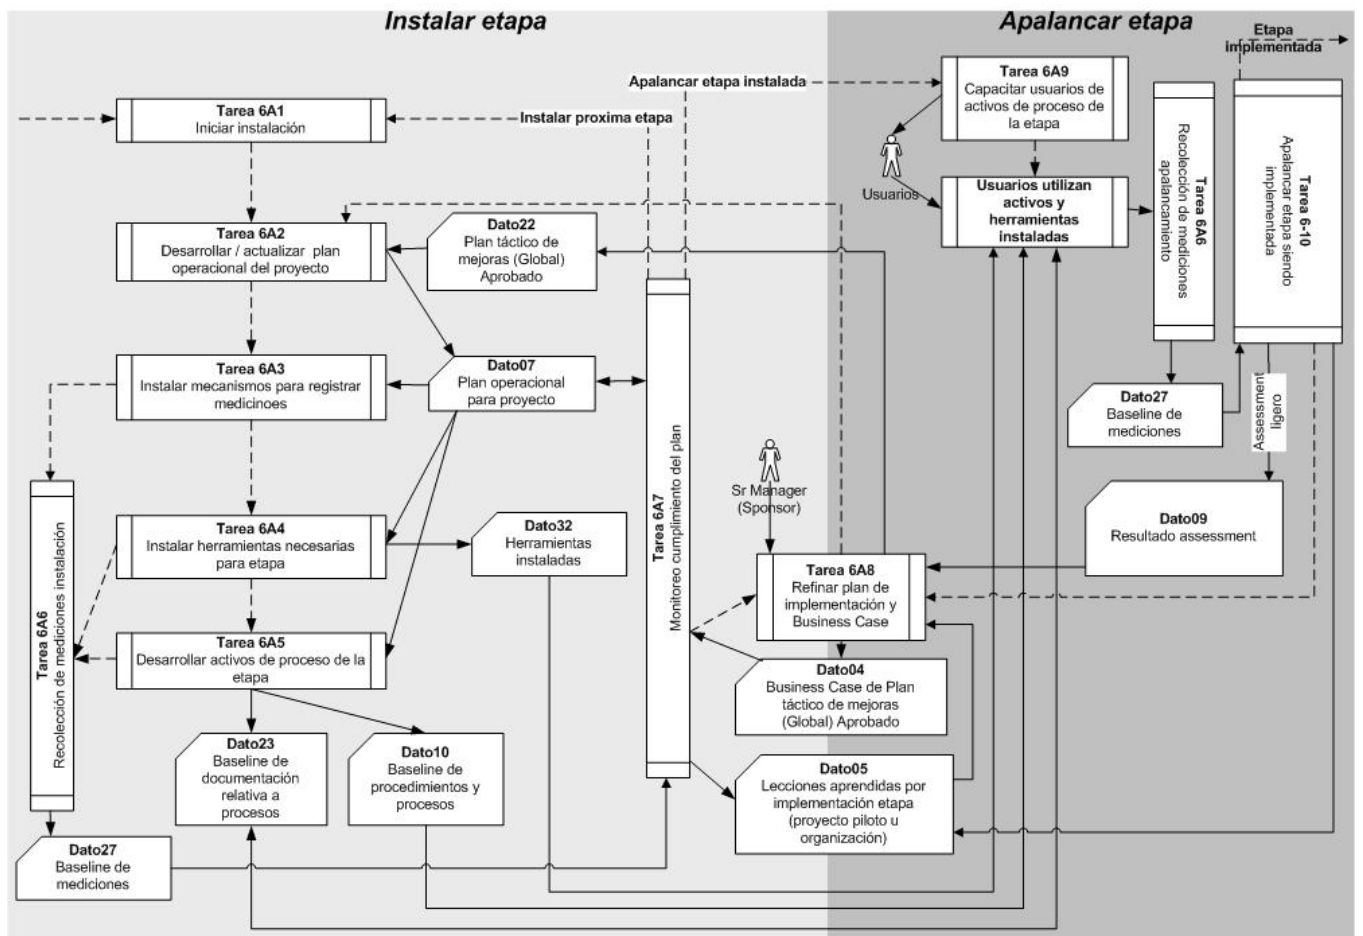 Instalar etapa
Apalancar etapa
Etapa
implementada
Apalancar etapa instalada
Instalar proxima etapa
Tarea 6A1
Iniciar instalación
Tarea 6A2
Desarrollar / actualizar plan
operacional del proyecto
Dato22
Plan táctico de
mejoras (Global)
Aprobado
Tarea 6A3
Instalar mecanismos para registrar
medicinoes
Dato07
Plan operacional
para proyecto
Tarea 6A4
Instalar herramientas necesarias
para etapa
Dato32
Herramientas
instaladas
Tarea 6A5
Desarrollar activos de proceso de la
etapa
Tarea 6A6
Recolección de mediciones instalación
Dato23
Baseline de
documentación
relativa a
procesos
Dato10
Baseline de
procedimientos y
procesos
Dato27
Baseline de
mediciones
Tarea 6A7
Monitoreo cumplimiento del plan
Sr Manager
(Sponsor)
Tarea 6A8
Refinar plan de
implementación y
Business Case
Dato04
Business Case de Plan
táctico de mejoras
(Global) Aprobado
Dato05
Lecciones aprendidas por
implementación etapa
(proyecto piloto u
organización)
Tarea 6A9
Capacitar usuarios de
activos de proceso de
la etapa
Usuarios
Usuarios utilizan
activos y
herramientas
instaladas
Tarea 6A6
Recolección de mediciones
apalancamiento
Tarea 6-10
Apalancar etapa siendo
implementada
Dato27
Baseline de
mediciones
Assessment
ligero
Dato09
Resultado assessment